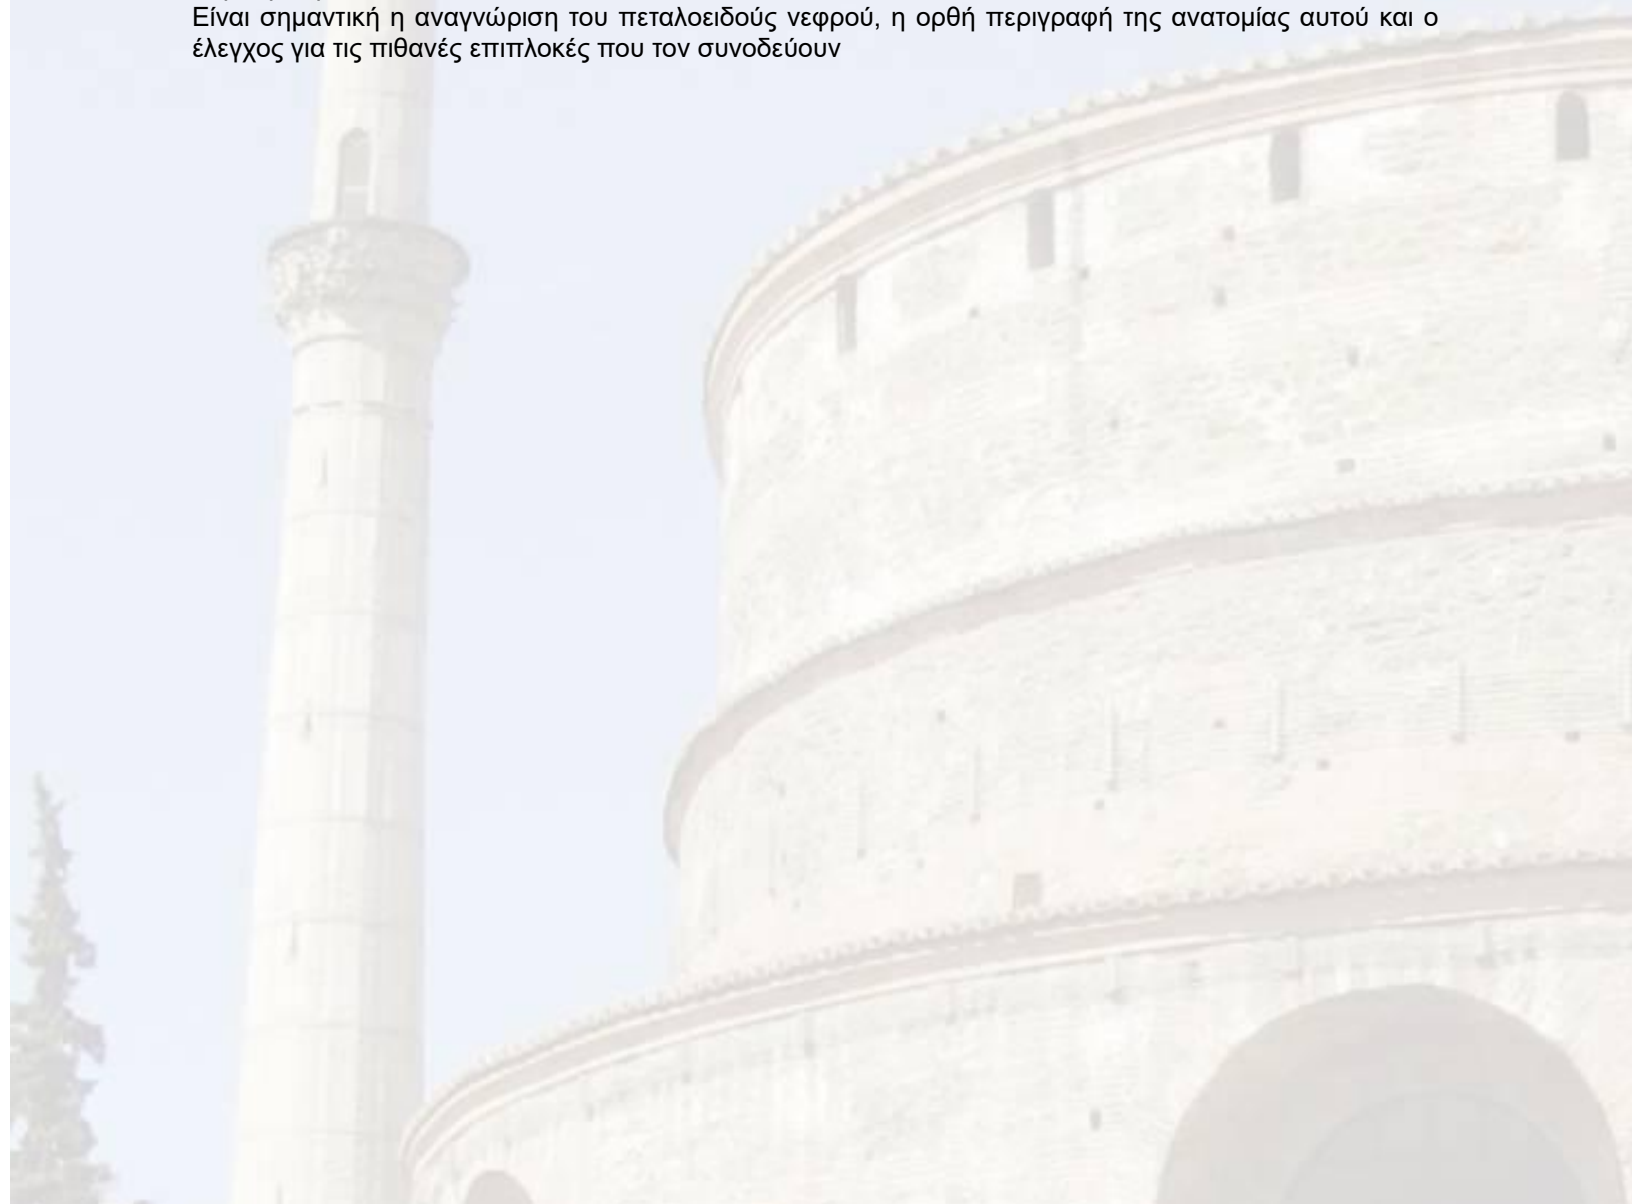 Είναι σημαντική η αναγνώριση του πεταλοειδούς νεφρού, η ορθή περιγραφή της ανατομίας αυτού και ο
έλεγχος για τις πιθανές επιπλοκές που τον συνοδεύουν